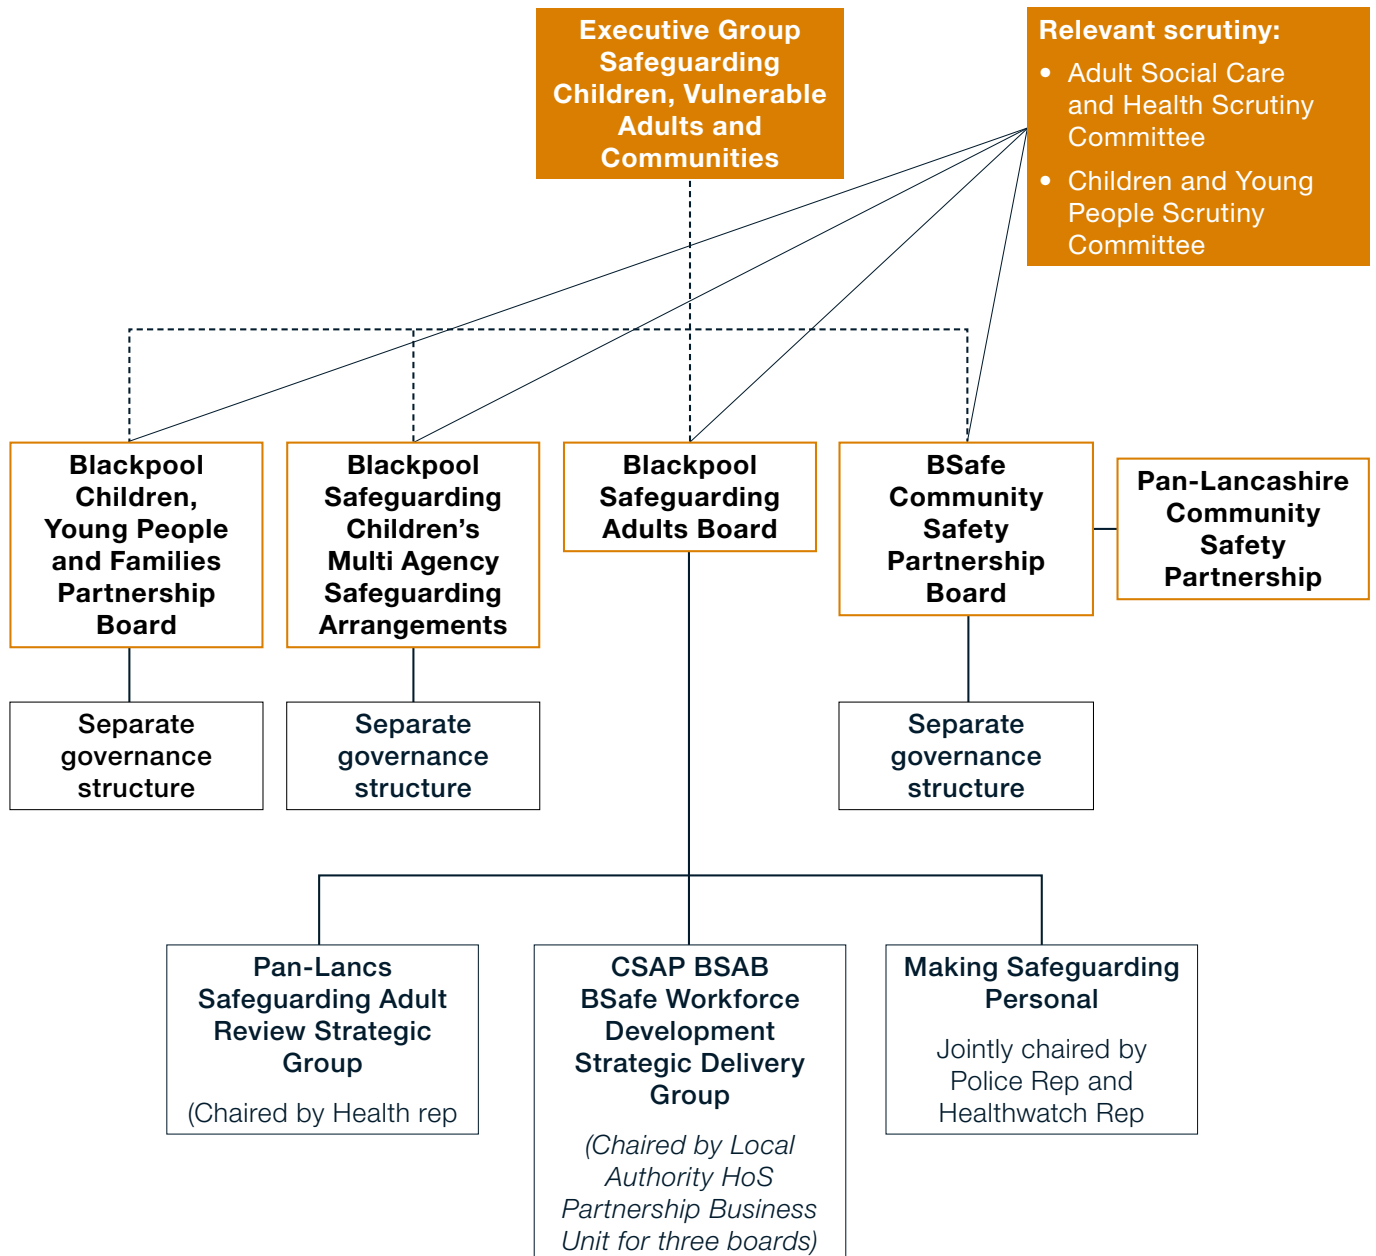 Executive Group
Safeguarding
Children, Vulnerable
Adults and
Communities
Relevant scrutiny:
• Adult Social Care
and Health Scrutiny
Committee
• Children and Young
People Scrutiny
Committee
Blackpool
Children,
Young People
and Families
Partnership
Board
Blackpool
Safeguarding
Children’s
Multi Agency
Safeguarding
Arrangements
Blackpool
Safeguarding
Adults Board
BSafe
Community
Safety
Partnership
Board
Pan-Lancashire
Community
Safety
Partnership
Separate
governance
structure
Separate
governance
structure
Separate
governance
structure
Pan-Lancs
Safeguarding Adult
Review Strategic
Group
(Chaired by Health rep
CSAP BSAB
BSafe Workforce
Development
Strategic Delivery
Group
(Chaired by Local
Authority HoS
Partnership Business
Unit for three boards)
Making Safeguarding
Personal
Jointly chaired by
Police Rep and
Healthwatch Rep